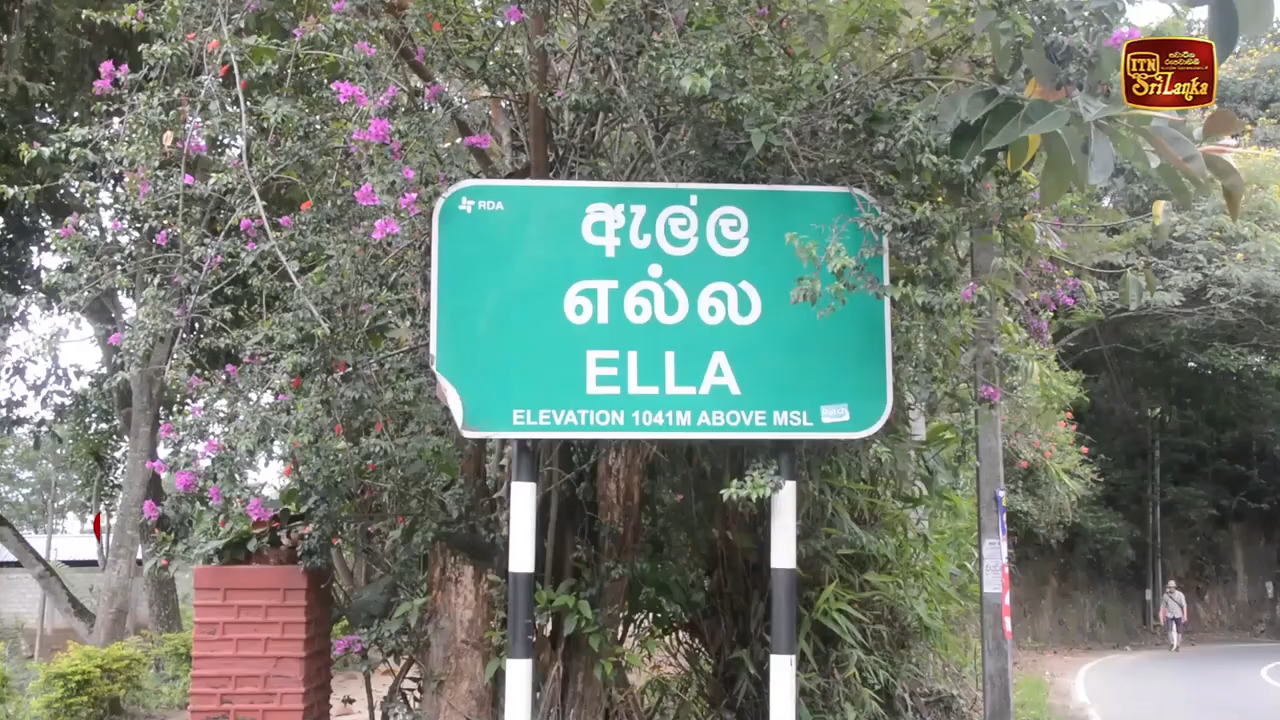 RDA
ඇල්ල
எல்ல
ELLA
ELEVATION 1041M ABOVE MSL
ITN
SriLanka